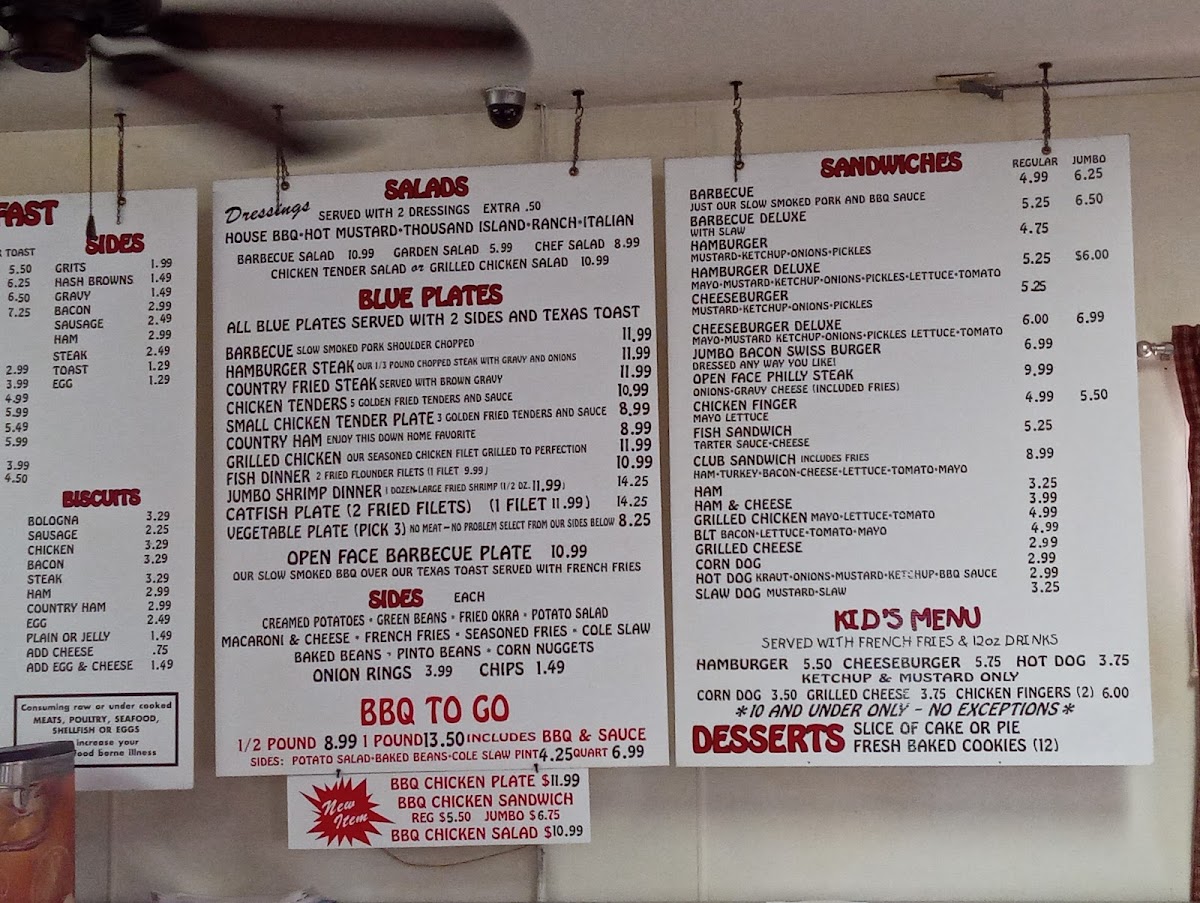 FAST
TOAST
5.50
6.25
6.50
7.25
2.99
3.99
4.99
5.99
5.49
5.99
3.99
4.50
SIDES
GRITS 1.99
HASH BROWNS 1.49
GRAVY 1.49
BACON 2.99
SAUSAGE 2.49
HAM 2.99
STEAK 2.49
TOAST 1.29
EGG 1.29
BISCUITS
BOLOGNA 3.29
SAUSAGE 2.25
CHICKEN 3.29
BACON 3.29
STEAK 3.29
HAM 2.99
COUNTRY HAM 2.99
EGG 2.49
PLAIN OR JELLY 1.49
ADD CHEESE .75
ADD EGG & CHEESE 1.49
Consuming raw or under cooked
MEATS, POULTRY, SEAFOOD,
SHELLFISH OR EGGS
increase your
food borne illness
SALADS
Dressings SERVED WITH 2 DRESSINGS EXTRA .50
HOUSE BBQ•HOT MUSTARD•THOUSAND ISLAND•RANCH•ITALIAN
BARBECUE SALAD 10.99 GARDEN SALAD 5.99 CHEF SALAD 8.99
CHICKEN TENDER SALAD or GRILLED CHICKEN SALAD 10.99
BLUE PLATES
ALL BLUE PLATES SERVED WITH 2 SIDES AND TEXAS TOAST
BARBECUE SLOW SMOKED PORK SHOULDER CHOPPED 11.99
HAMBURGER STEAK OUR 1/3 POUND CHOPPED STEAK WITH GRAVY AND ONIONS 11.99
COUNTRY FRIED STEAK SERVED WITH BROWN GRAVY 11.99
CHICKEN TENDERS 5 GOLDEN FRIED TENDERS AND SAUCE 10.99
SMALL CHICKEN TENDER PLATE 3 GOLDEN FRIED TENDERS AND SAUCE 8.99
COUNTRY HAM ENJOY THIS DOWN HOME FAVORITE 8.99
GRILLED CHICKEN OUR SEASONED CHICKEN FILET GRILLED TO PERFECTION 11.99
FISH DINNER 2 FRIED FLOUNDER FILETS (1 FILET 9.99) 10.99
JUMBO SHRIMP DINNER 1 DOZEN-LARGE FRIED SHRIMP (1/2 DZ. 11.99) 14.25
CATFISH PLATE (2 FRIED FILETS) (1 FILET 11.99) 14.25
VEGETABLE PLATE (PICK 3) NO MEAT-NO PROBLEM SELECT FROM OUR SIDES BELOW 8.25
OPEN FACE BARBECUE PLATE 10.99
OUR SLOW SMOKED BBQ OVER OUR TEXAS TOAST SERVED WITH FRENCH FRIES
SIDES EACH
CREAMED POTATOES • GREEN BEANS • FRIED OKRA • POTATO SALAD
MACARONI & CHEESE • FRENCH FRIES • SEASONED FRIES • COLE SLAW
BAKED BEANS • PINTO BEANS • CORN NUGGETS
ONION RINGS 3.99 CHIPS 1.49
BBQ TO GO
1/2 POUND 8.99 1 POUND 13.50 INCLUDES BBQ & SAUCE
SIDES: POTATO SALAD•BAKED BEANS•COLE SLAW PINT 4.25 QUART 6.99
New Item
BBQ CHICKEN PLATE $11.99
BBQ CHICKEN SANDWICH
REG $5.50 JUMBO $6.75
BBQ CHICKEN SALAD $10.99
SANDWICHES REGULAR JUMBO
BARBECUE 4.99 6.25
JUST OUR SLOW SMOKED PORK AND BBQ SAUCE
BARBECUE DELUXE 5.25 6.50
WITH SLAW
HAMBURGER 4.75
MUSTARD•KETCHUP•ONIONS•PICKLES
HAMBURGER DELUXE 5.25 $6.00
MAYO•MUSTARD•KETCHUP•ONIONS•PICKLES•LETTUCE•TOMATO
CHEESEBURGER 5.25
MUSTARD•KETCHUP•ONIONS•PICKLES
CHEESEBURGER DELUXE 6.00 6.99
MAYO•MUSTARD KETCHUP•ONIONS•PICKLES LETTUCE•TOMATO
JUMBO BACON SWISS BURGER 6.99
DRESSED ANY WAY YOU LIKE!
OPEN FACE PHILLY STEAK 9.99
ONIONS•GRAVY CHEESE (INCLUDED FRIES)
CHICKEN FINGER 4.99 5.50
MAYO LETTUCE
FISH SANDWICH 5.25
TARTER SAUCE•CHEESE
CLUB SANDWICH INCLUDES FRIES 8.99
HAM•TURKEY•BACON•CHEESE•LETTUCE•TOMATO•MAYO
HAM 3.25
HAM & CHEESE 3.99
GRILLED CHICKEN MAYO•LETTUCE•TOMATO 4.99
BLT BACON•LETTUCE•TOMATO•MAYO 4.99
GRILLED CHEESE 2.99
CORN DOG 2.99
HOT DOG KRAUT•ONIONS•MUSTARD•KETCHUP•BBQ SAUCE 2.99
SLAW DOG MUSTARD•SLAW 3.25
KID'S MENU
SERVED WITH FRENCH FRIES & 12oz DRINKS
HAMBURGER 5.50 CHEESEBURGER 5.75 HOT DOG 3.75
KETCHUP & MUSTARD ONLY
CORN DOG 3.50 GRILLED CHEESE 3.75 CHICKEN FINGERS (2) 6.00
*10 AND UNDER ONLY - NO EXCEPTIONS*
DESSERTS SLICE OF CAKE OR PIE
FRESH BAKED COOKIES (12)